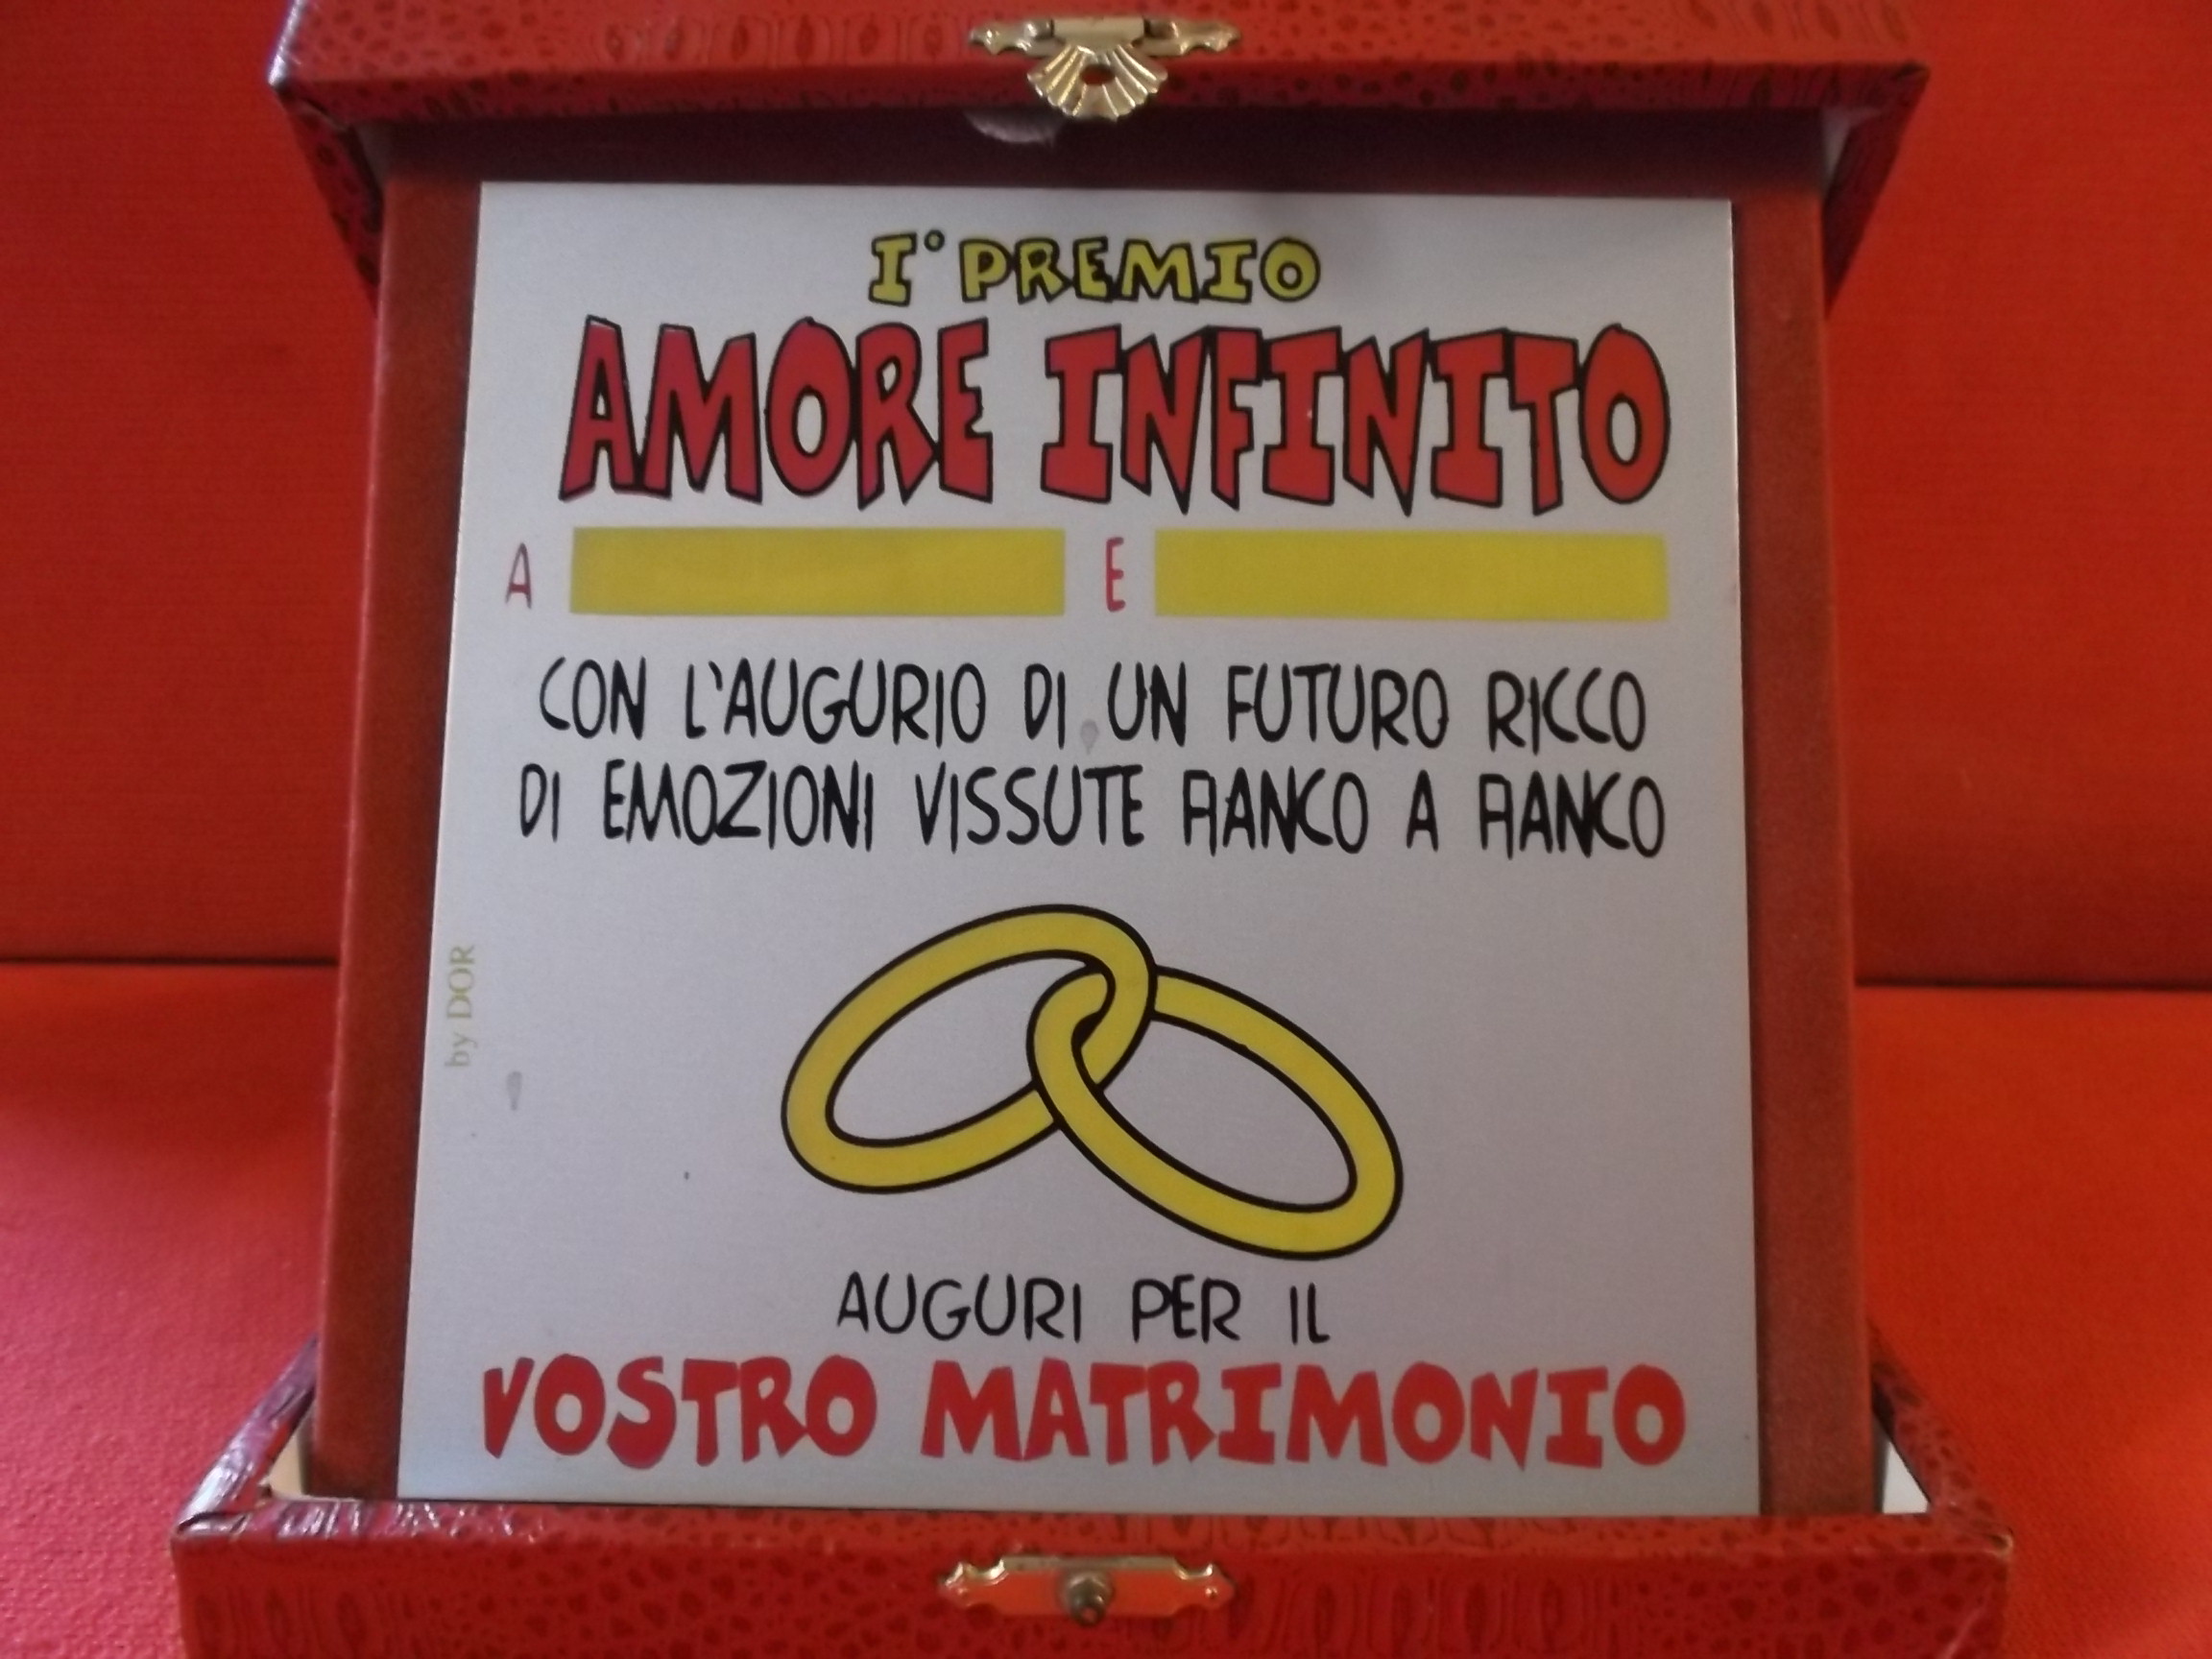 I° PREMIO
AMORE INFINITO
A E
CON L'AUGURIO DI UN FUTURO RICCO
DI EMOZIONI VISSUTE FIANCO A FIANCO
by DOR
AUGURI PER IL
VOSTRO MATRIMONIO